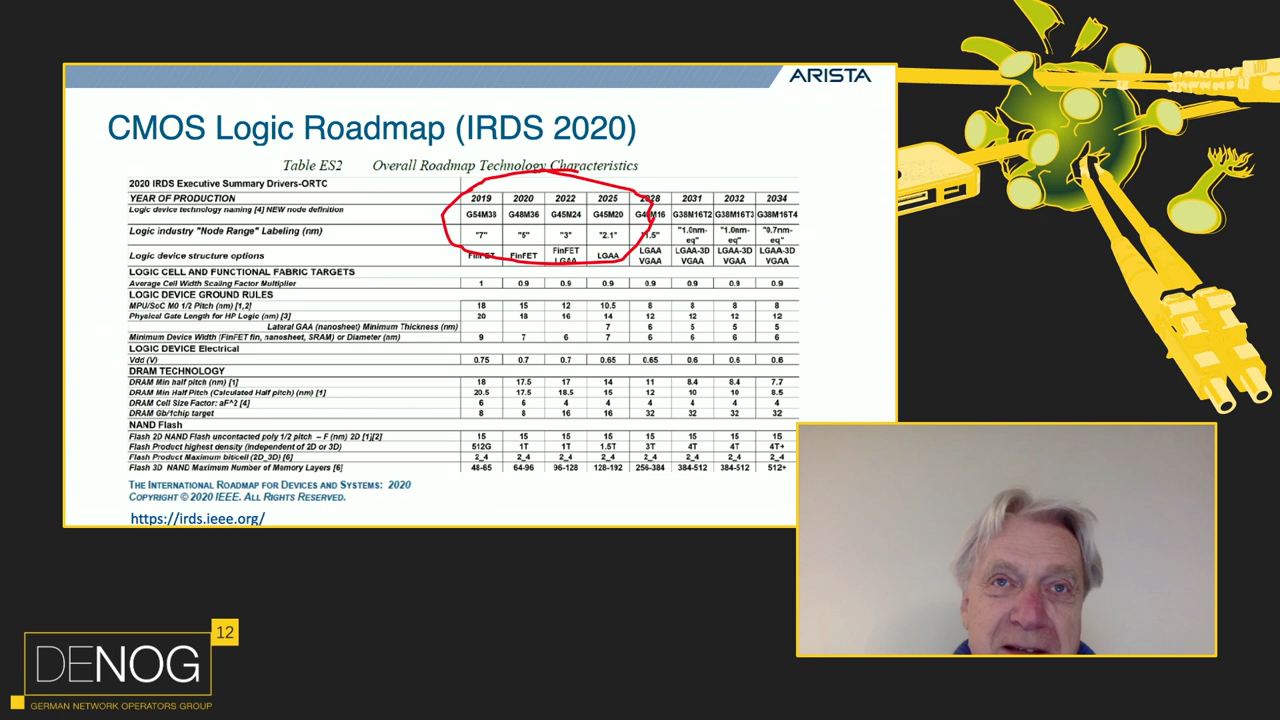 ARISTA
CMOS Logic Roadmap (IRDS 2020)
Table ES2 Overall Roadmap Technology Characteristics
2020 IRDS Executive Summary Drivers-ORTC
YEAR OF PRODUCTION 2019 2020 2022 2025 2028 2031 2032 2034
Logic device technology naming [4] NEW node definition G54M38 G48M36 G45M24 G45M20 G40M16 G38M16T2 G38M16T3 G38M16T4
Logic industry "Node Range" Labeling (nm) "7" "5" "3" "2.1" "1.5" "1.0nm-eq" "1.0nm-eq" "0.7nm-eq"
Logic device structure options FinFET FinFET FinFET LGAA LGAA LGAA VGAA LGAA-3D VGAA LGAA-3D VGAA LGAA-3D VGAA
LOGIC CELL AND FUNCTIONAL FABRIC TARGETS
Average Cell Width Scaling Factor Multiplier 1 0.9 0.9 0.9 0.9 0.9 0.9 0.9
LOGIC DEVICE GROUND RULES
MPU/SoC M0 1/2 Pitch (nm) [1,2] 18 15 12 10.5 8 8 8 8
Physical Gate Length for HP Logic (nm) [3] 20 18 16 14 12 12 12 12
Lateral GAA (nanosheet) Minimum Thickness (nm) 7 6 5 5 5
Minimum Device Width (FinFET fin, nanosheet, SRAM) or Diameter (nm) 9 7 6 7 6 6 6 6
LOGIC DEVICE Electrical
Vdd (V) 0.75 0.7 0.7 0.65 0.65 0.6 0.6 0.6
DRAM TECHNOLOGY
DRAM Min half pitch (nm) [1] 18 17.5 17 14 11 8.4 8.4 7.7
DRAM Min Half Pitch (Calculated Half pitch) (nm) [1] 20.5 17.5 18.5 15 12 10 10 8.5
DRAM Cell Size Factor: aF^2 [4] 6 6 4 4 4 4 4 4
DRAM Gb/1chip target 8 8 16 16 32 32 32 32
NAND Flash
Flash 2D NAND Flash uncontacted poly 1/2 pitch – F (nm) 2D [1][2] 15 15 15 15 15 15 15 15
Flash Product highest density (independent of 2D or 3D) 512G 1T 1T 1.5T 3T 4T 4T 4T+
Flash Product Maximum bit/cell (2D_3D) [6] 2_4 2_4 2_4 2_4 2_4 2_4 2_4 2_4
Flash 3D NAND Maximum Number of Memory Layers [6] 48-65 64-96 96-128 128-192 256-384 384-512 384-512 512+
THE INTERNATIONAL ROADMAP FOR DEVICES AND SYSTEMS: 2020
COPYRIGHT © 2020 IEEE. ALL RIGHTS RESERVED.
https://irds.ieee.org/
12
DENOG
GERMAN NETWORK OPERATORS GROUP